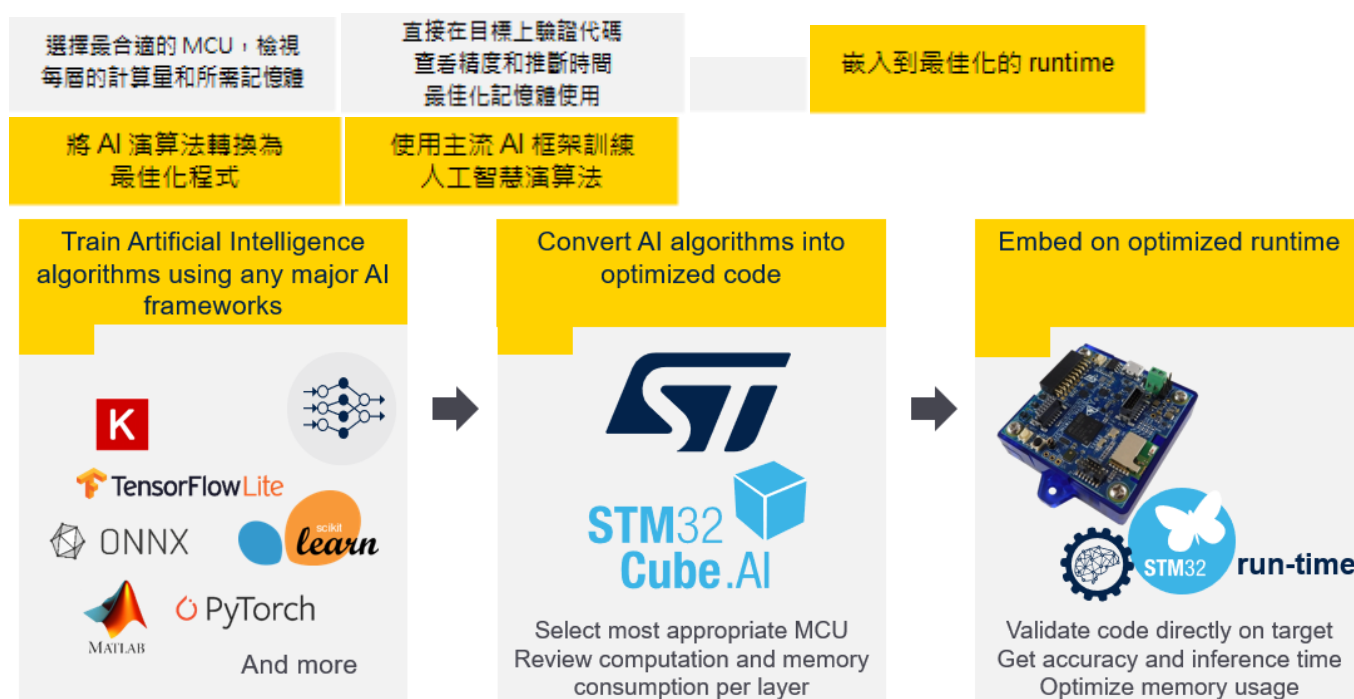 選擇最合適的 MCU，檢視
每層的計算量和所需記憶體
直接在目標上驗證代碼
查看精度和推斷時間
最佳化記憶體使用
嵌入到最佳化的 runtime
將 AI 演算法轉換為
最佳化程式
使用主流 AI 框架訓練
人工智慧演算法
Train Artificial Intelligence
algorithms using any major AI
frameworks
K
TensorFlow Lite
ONNX
scikit
learn
MATLAB
PyTorch
And more
Convert AI algorithms into
optimized code
ST
STM32
Cube.AI
Select most appropriate MCU
Review computation and memory
consumption per layer
Embed on optimized runtime
STM32
run-time
Validate code directly on target
Get accuracy and inference time
Optimize memory usage